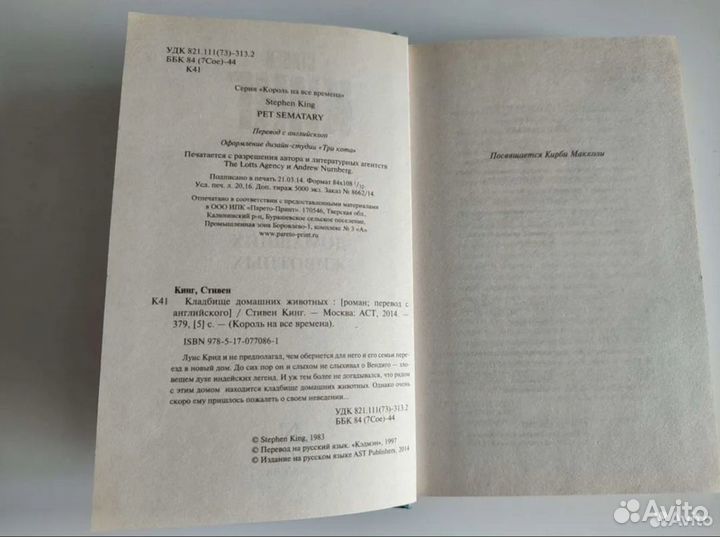 УДК 821.111(73)-313.2
ББК 84 (7Сое)-44
К41
Серия «Король на все времена»
Stephen King
PET SEMATARY
Перевод с английского
Оформление дизайн-студии «Три кота»
Печатается с разрешения автора и литературных агентств
The Lotts Agency и Andrew Nurnberg.
Подписано в печать 21.03.14. Формат 84х108 1/32
Усл. печ. л. 20,16. Доп. тираж 5000 экз. Заказ № 8662/14.
Отпечатано в соответствии с предоставленными материалами
в ООО ИПК «Парето-Принт». 170546, Тверская обл.,
Калининский р-н, Бурашевское сельское поселение,
Промышленная зона Боровлево-1, комплекс № 3 «А»
www.pareto-print.ru
Кинг, Стивен
К41 Кладбище домашних животных : [роман; перевод с
английского] / Стивен Кинг. — Москва: АСТ, 2014. —
379, [5] с. — (Король на все времена).
ISBN 978-5-17-077086-1
Луис Крид и не предполагал, чем обернется для него и его семьи пере-
езд в новый дом. До сих пор он и слыхом не слыхивал о Вендиго — зло-
вещем духе индейских легенд. И уж тем более не догадывался, что рядом
с этим домом находится кладбище домашних животных. Однако очень
скоро ему пришлось пожалеть о своем неведении...
УДК 821.111(73)-313.2
ББК 84 (7Сое)-44
© Stephen King, 1983
© Перевод на русский язык. «Кэдмэн», 1997
© Издание на русском языке AST Publishers, 2014
Посвящается Кирби Макколи
Avito
Avito